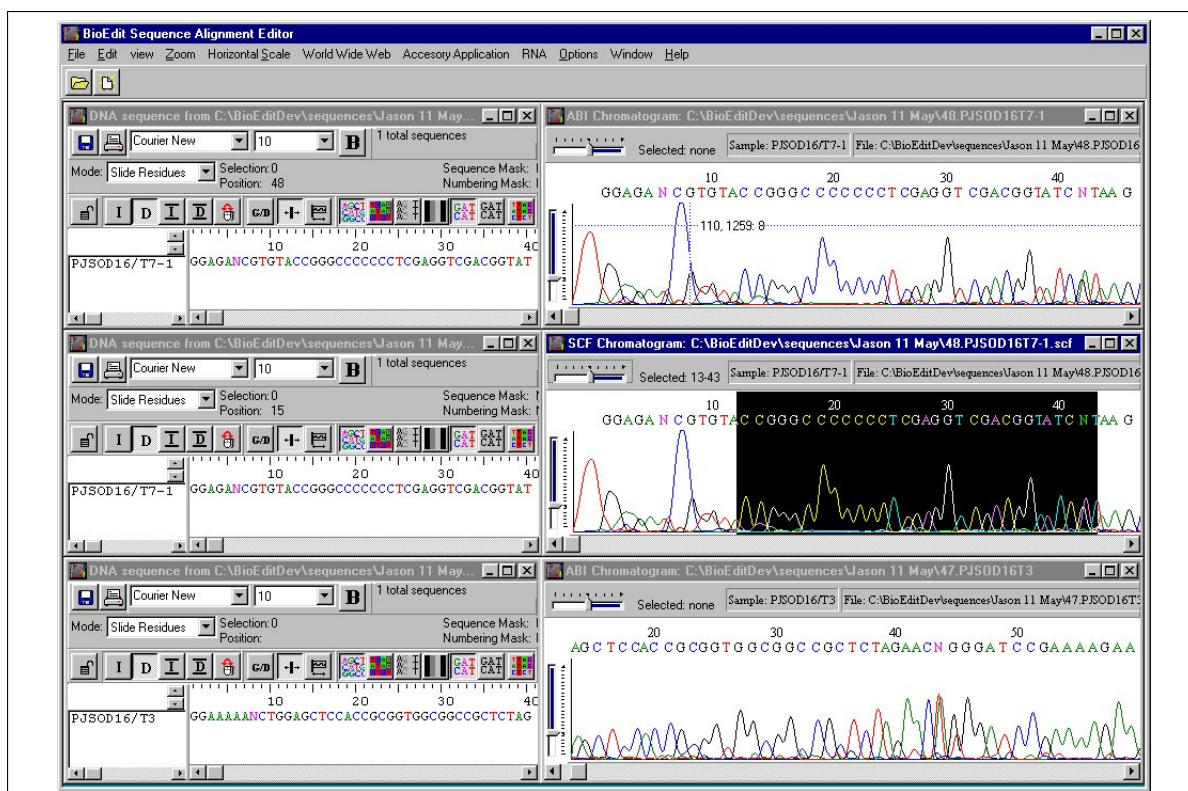 BioEdit Sequence Alignment Editor
File Edit view Zoom Horizontal Scale World Wide Web Accesory Application RNA Options Window Help
DNA sequence from C:\BioEditDev\sequences\Jason 11 May...
Courier New 10 B 1 total sequences
Mode: Slide Residues Selection: 0 Sequence Mask:
Position: 48 Numbering Mask:
I D I D G/D
10 20 30 40
PJSOD16/T7-1 GGAGANCGTGTACCGGGCCCCCCCTCGAGGTCGACGGTAT
ABI Chromatogram: C:\BioEditDev\sequences\Jason 11 May\48.PJSOD16T7-1
Selected: none Sample: PJSOD16/T7-1 File: C:\BioEditDev\sequences\Jason 11 May\48.PJSOD16
10 20 30 40
GGAGA N CGTGTAC CGGGC C CCCCCCTCGAGGT CGACGGTATC NTAA G
110, 1259: 8
DNA sequence from C:\BioEditDev\sequences\Jason 11 May...
Courier New 10 B 1 total sequences
Mode: Slide Residues Selection: 0 Sequence Mask:
Position: 15 Numbering Mask:
I D I D G/D
10 20 30 40
PJSOD16/T7-1 GGAGANCGTGTACCGGGCCCCCCCTCGAGGTCGACGGTAT
SCF Chromatogram: C:\BioEditDev\sequences\Jason 11 May\48.PJSOD16T7-1.scf
Selected: 13-43 Sample: PJSOD16/T7-1 File: C:\BioEditDev\sequences\Jason 11 May\48.PJSOD16
10 20 30 40
GGAGA N CGTGTAC CGGGC C CCCCCCTCGAGGT CGACGGTATC NTAA G
DNA sequence from C:\BioEditDev\sequences\Jason 11 May...
Courier New 10 B 1 total sequences
Mode: Slide Residues Selection: 0 Sequence Mask:
Position: Numbering Mask:
I D I D G/D
10 20 30 40
PJSOD16/T3 GGAAAAANCTGGAGCTCCACCGCGGTGGCGGCCGCTCTAG
ABI Chromatogram: C:\BioEditDev\sequences\Jason 11 May\47.PJSOD16T3
Selected: none Sample: PJSOD16/T3 File: C:\BioEditDev\sequences\Jason 11 May\47.PJSOD16T3
20 30 40 50
AGC TCCAC CGCGGTGGCGGC CGC TCTAGAACNGGGAT C CGAAAAGAA